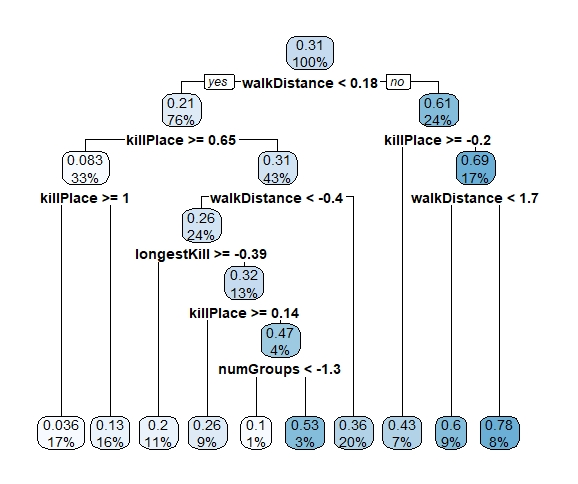 0.31
100%
yes walkDistance < 0.18 no
0.21 0.61
76% 24%
killPlace >= 0.65 killPlace >= -0.2
0.083 0.31 0.69
33% 43% 17%
killPlace >= 1 walkDistance < -0.4 walkDistance < 1.7
0.26
24%
longestKill >= -0.39
0.32
13%
killPlace >= 0.14
0.47
4%
numGroups < -1.3
0.036 0.13 0.2 0.26 0.1 0.53 0.36 0.43 0.6 0.78
17% 16% 11% 9% 1% 3% 20% 7% 9% 8%